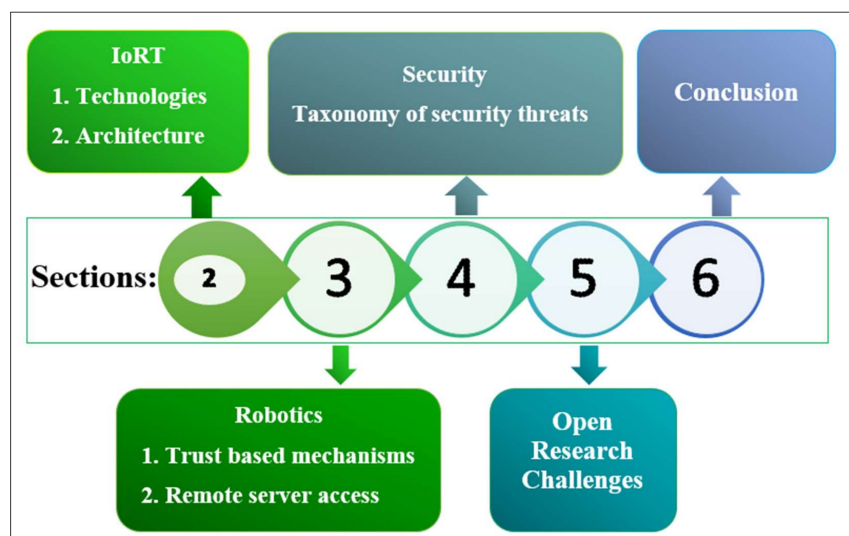 IoRT
1. Technologies
2. Architecture
Security
Taxonomy of security threats
Conclusion
Sections:
2
3
4
5
6
Robotics
1. Trust based mechanisms
2. Remote server access
Open
Research
Challenges